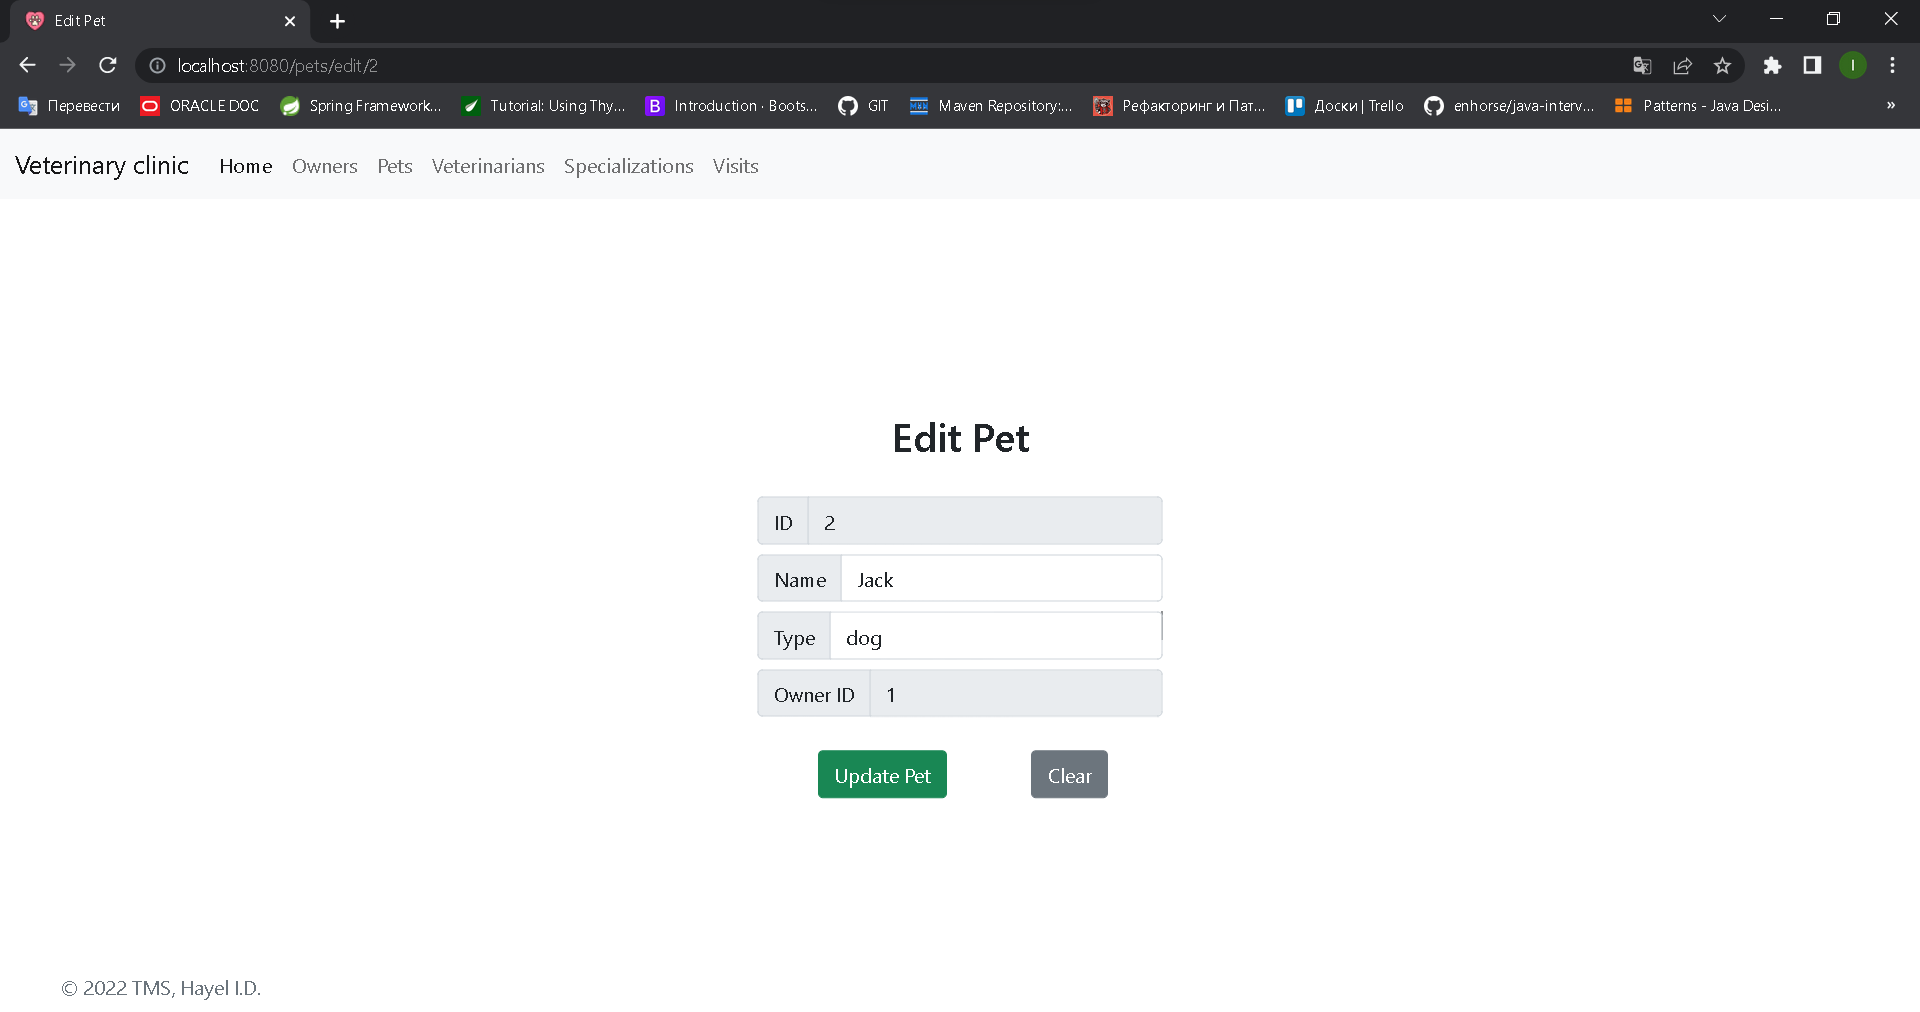 Edit Pet
localhost:8080/pets/edit/2
I
Перевести ORACLE DOC Spring Framework... Tutorial: Using Thy... B Introduction · Boots... GIT Maven Repository:... Рефакторинг и Пат... Доски | Trello enhorse/java-interv... Patterns - Java Desi... »
Veterinary clinic Home Owners Pets Veterinarians Specializations Visits
Edit Pet
ID 2
Name Jack
Type dog
Owner ID 1
Update Pet Clear
© 2022 TMS, Hayel I.D.